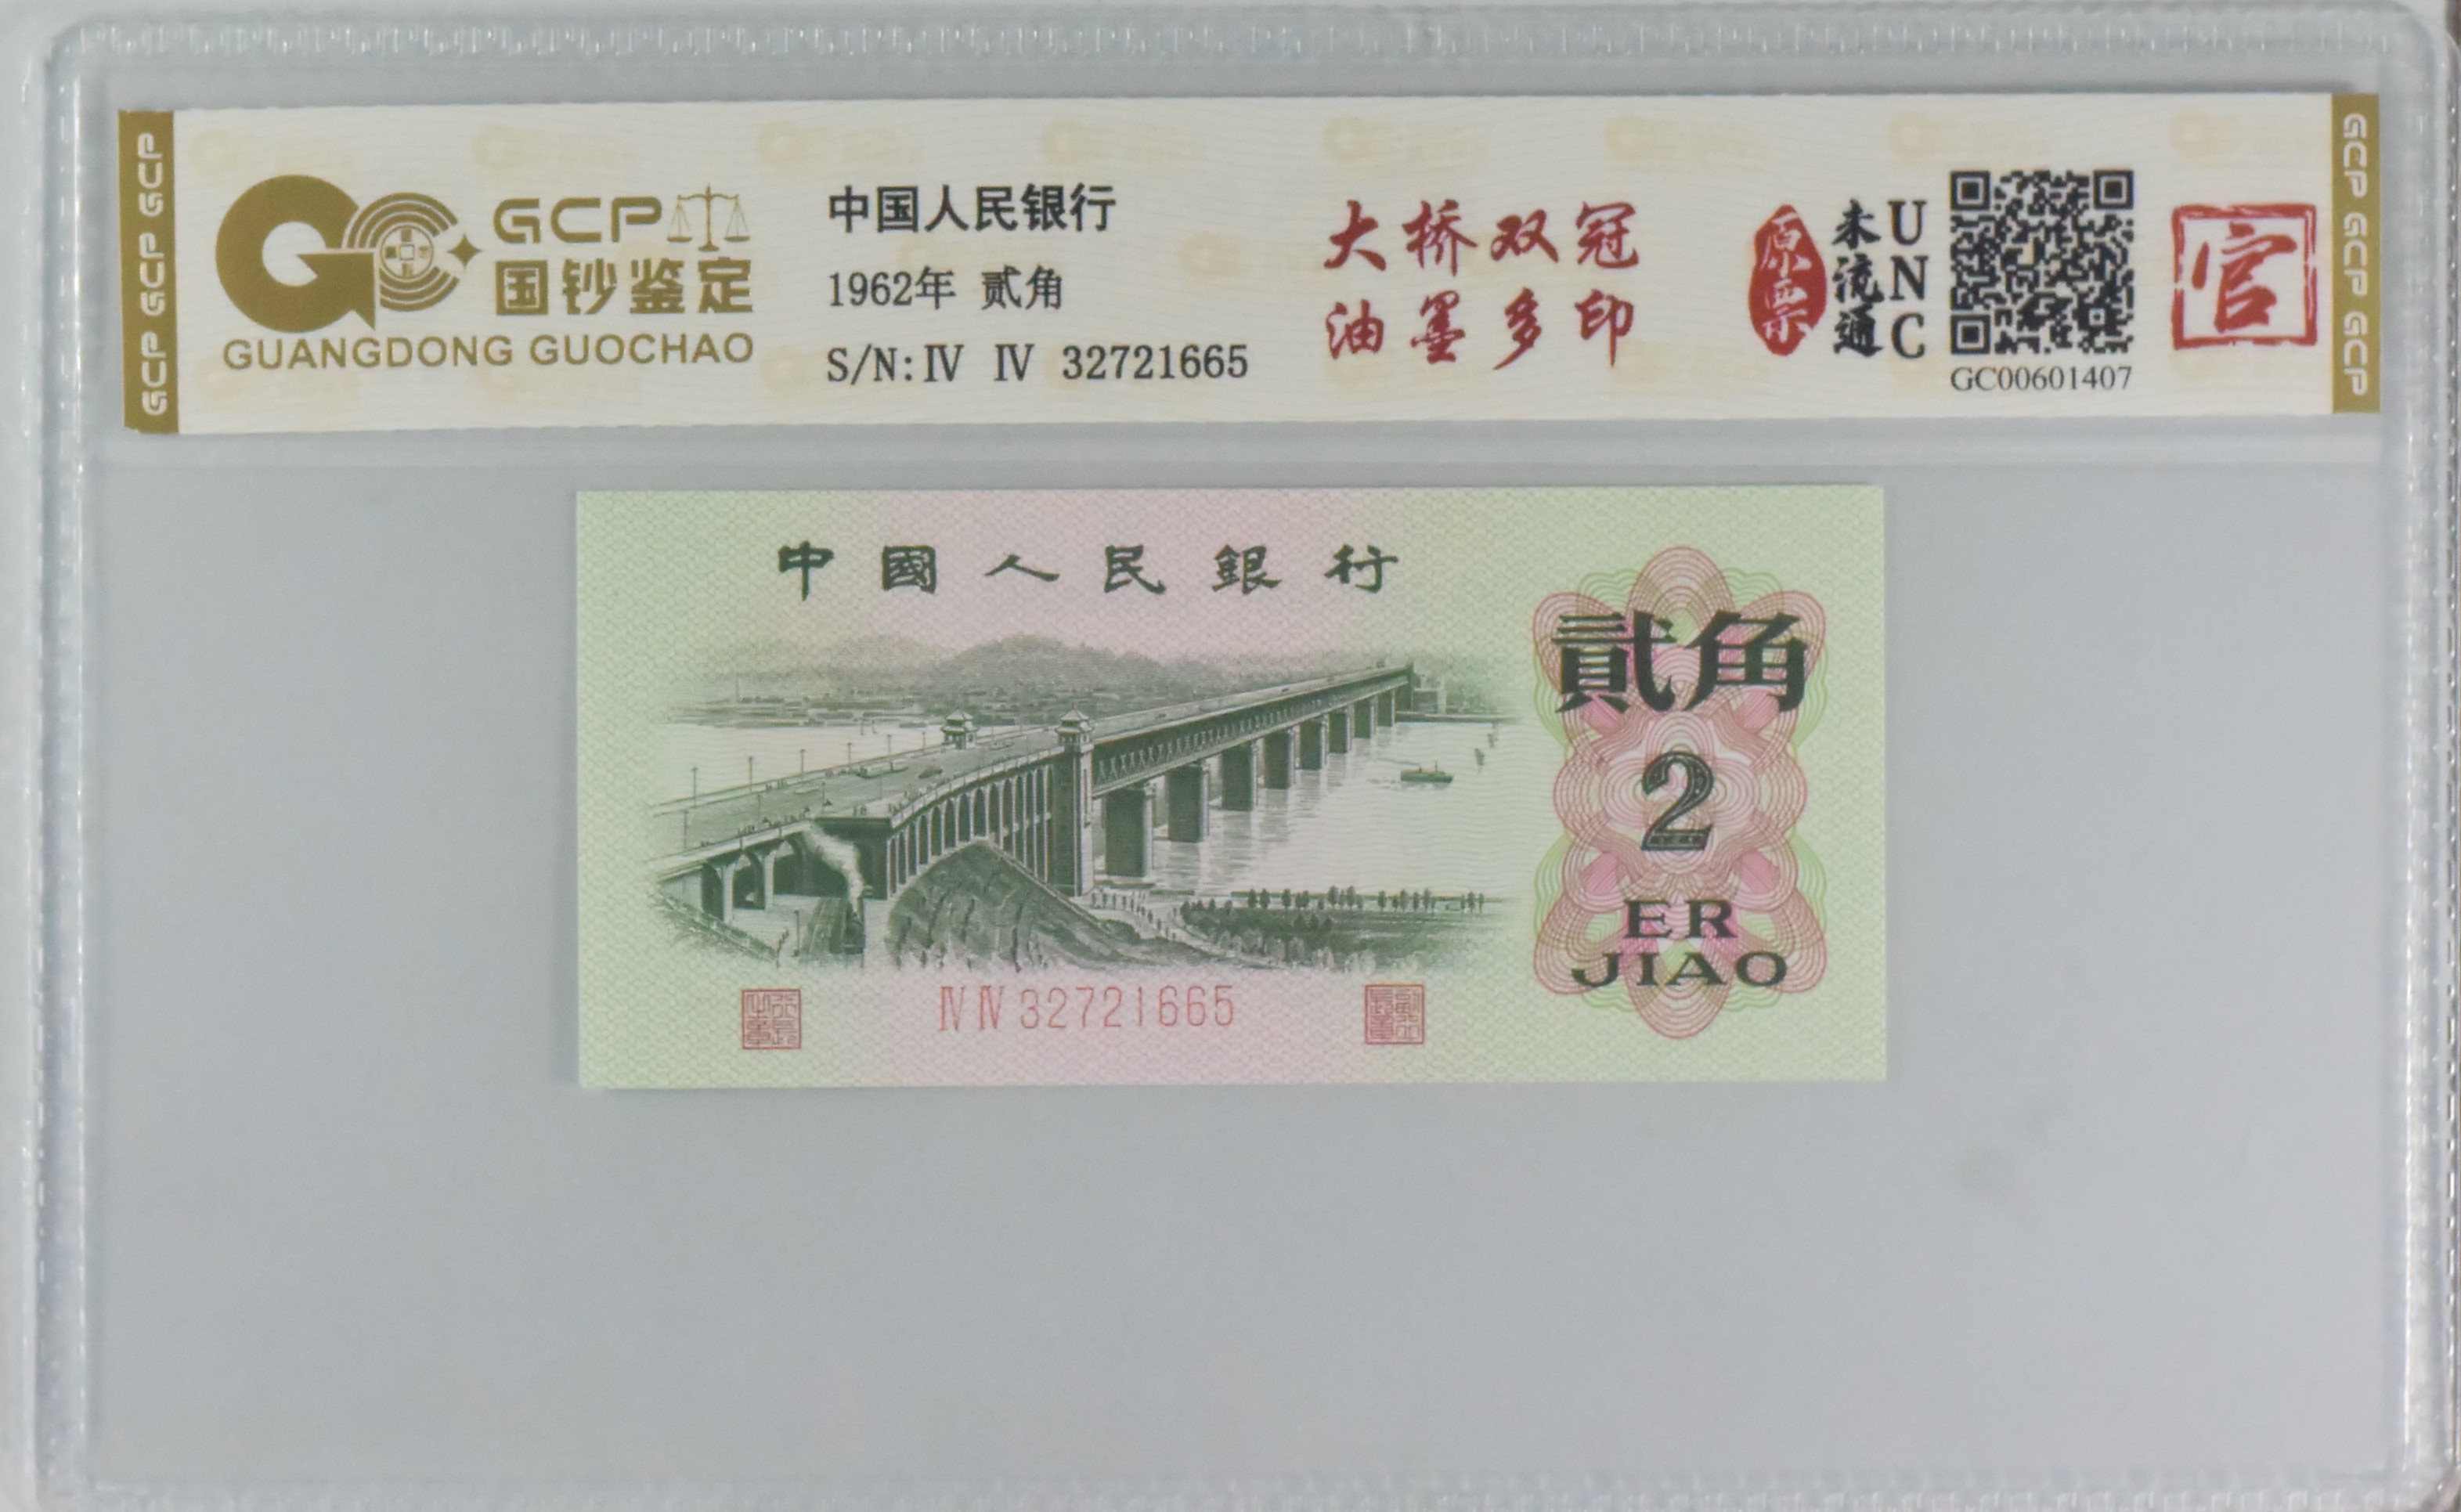 GCP GCP GCP
GCP
国钞鉴定
GUANGDONG GUOCHAO
中国人民银行
1962年 贰角
S/N:Ⅳ Ⅳ 32721665
大桥双冠
油墨多印
原票
未流通
UNC
GC00601407
官
GCP GCP GCP
中國人民銀行
貳角
2
ER
JIAO
Ⅳ Ⅳ 32721665